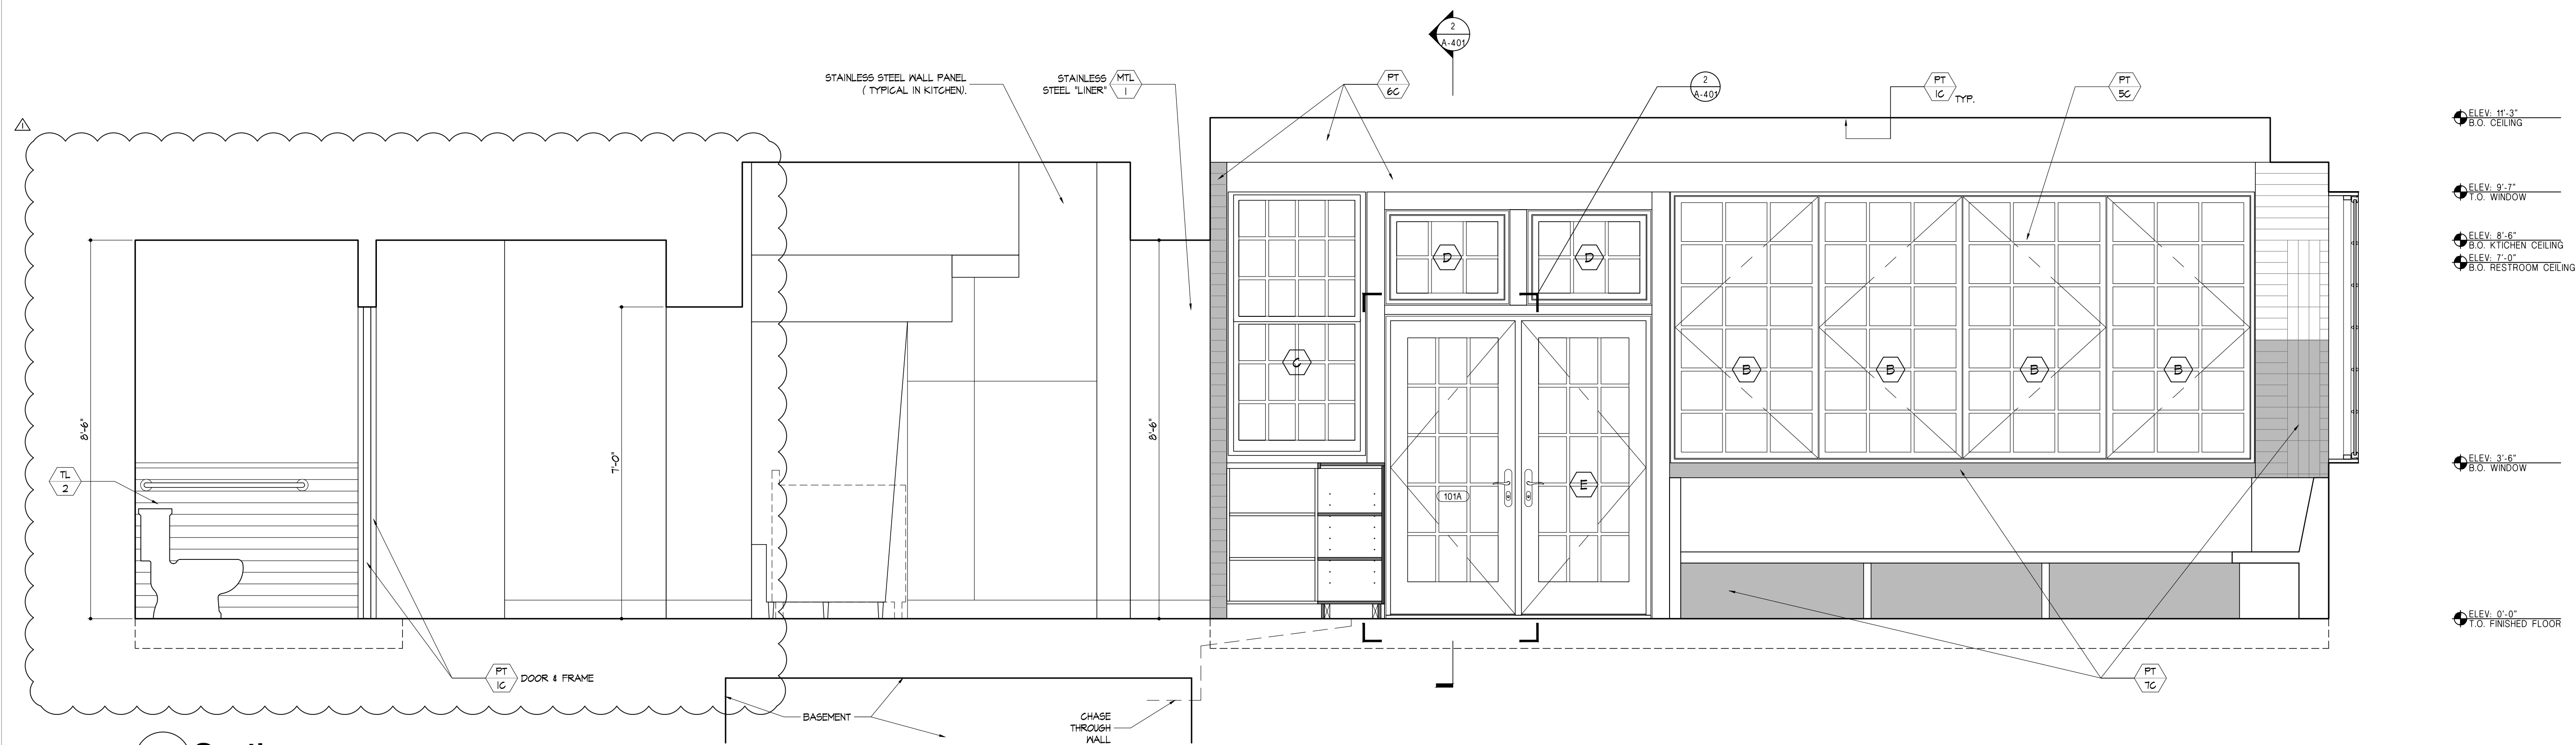 2
A-401
STAINLESS STEEL WALL PANEL
( TYPICAL IN KITCHEN).
STAINLESS
STEEL "LINER"
MTL
1
PT
6C
2
A-401
PT
1C
TYP.
PT
5C
ELEV: 11'-3"
B.O. CEILING
1
ELEV: 9'-7"
T.O. WINDOW
ELEV: 8'-6"
B.O. KTICHEN CEILING
ELEV: 7'-0"
B.O. RESTROOM CEILING
D
D
C
B
B
B
B
8'-6"
7'-0"
8'-6"
ELEV: 3'-6"
B.O. WINDOW
TL
2
101A
E
ELEV: 0'-0"
T.O. FINISHED FLOOR
PT
1C
DOOR & FRAME
PT
7C
BASEMENT
CHASE
THROUGH
WALL